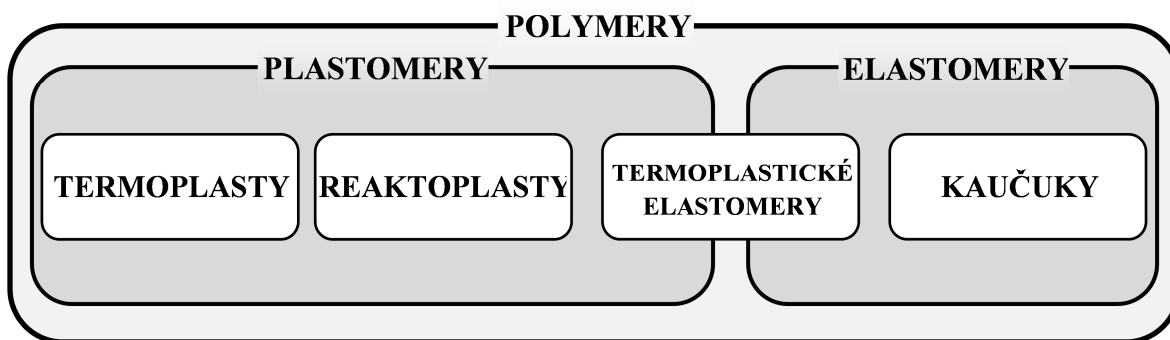 POLYMERY
PLASTOMERY
ELASTOMERY
TERMOPLASTY
REAKTOPLASTY
TERMOPLASTICKÉ
ELASTOMERY
KAUČUKY